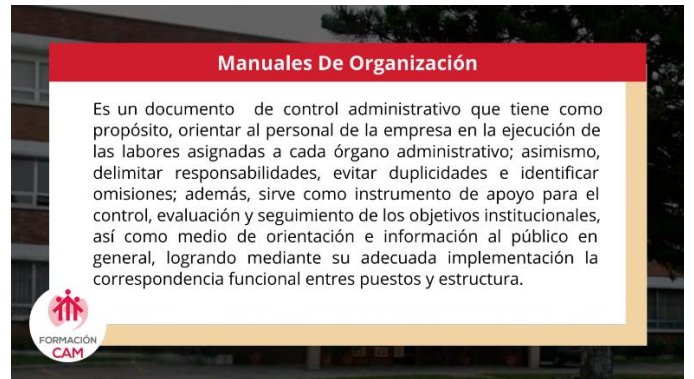 Manuales De Organización
Es un documento de control administrativo que tiene como
propósito, orientar al personal de la empresa en la ejecución de
las labores asignadas a cada órgano administrativo; asimismo,
delimitar responsabilidades, evitar duplicidades e identificar
omisiones; además, sirve como instrumento de apoyo para el
control, evaluación y seguimiento de los objetivos institucionales,
así como medio de orientación e información al público en
general, logrando mediante su adecuada implementación la
correspondencia funcional entres puestos y estructura.
FORMACIÓN
CAM